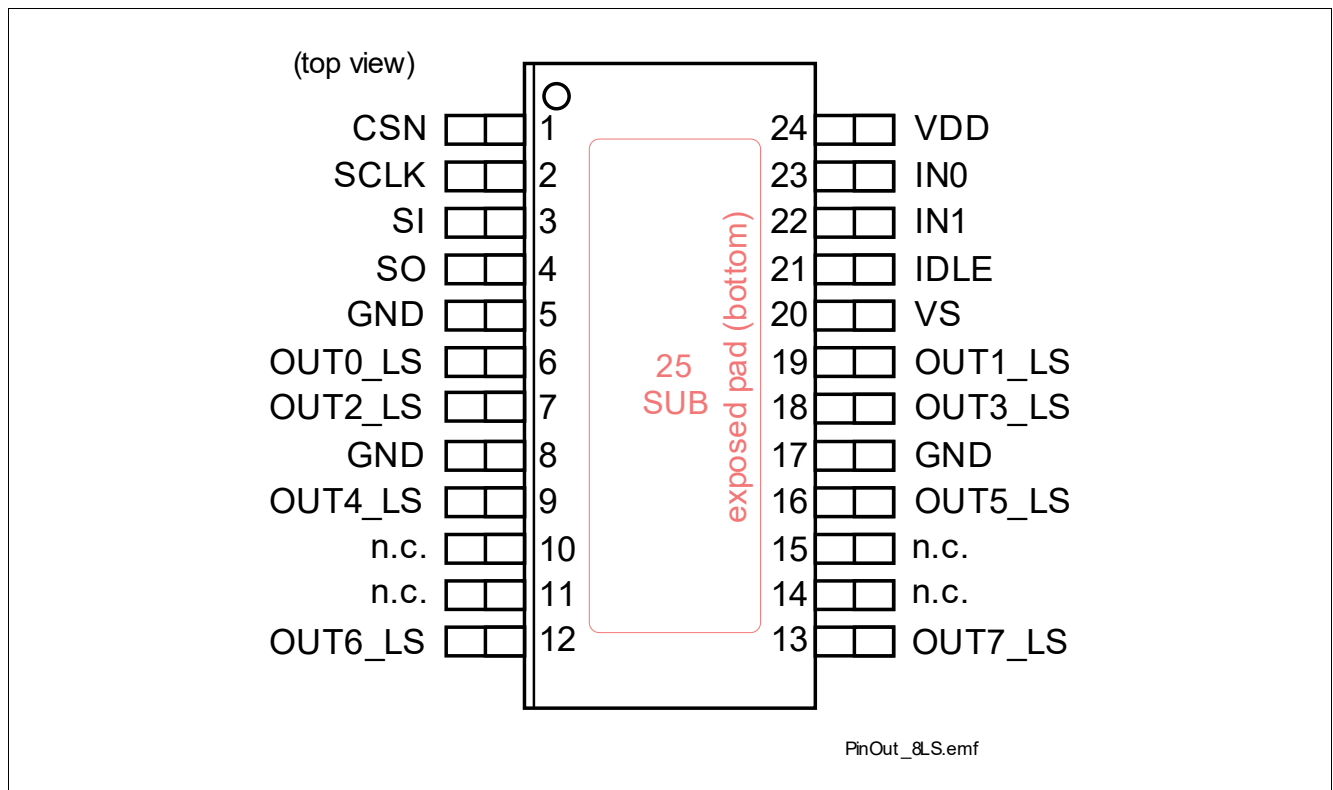 (top view)
CSN 1 24 VDD
SCLK 2 23 IN0
SI 3 22 IN1
SO 4 21 IDLE
GND 5 20 VS
OUT0_LS 6 19 OUT1_LS
OUT2_LS 7 18 OUT3_LS
GND 8 17 GND
OUT4_LS 9 16 OUT5_LS
n.c. 10 15 n.c.
n.c. 11 14 n.c.
OUT6_LS 12 13 OUT7_LS
25
SUB
exposed pad (bottom)
PinOut_8LS.emf